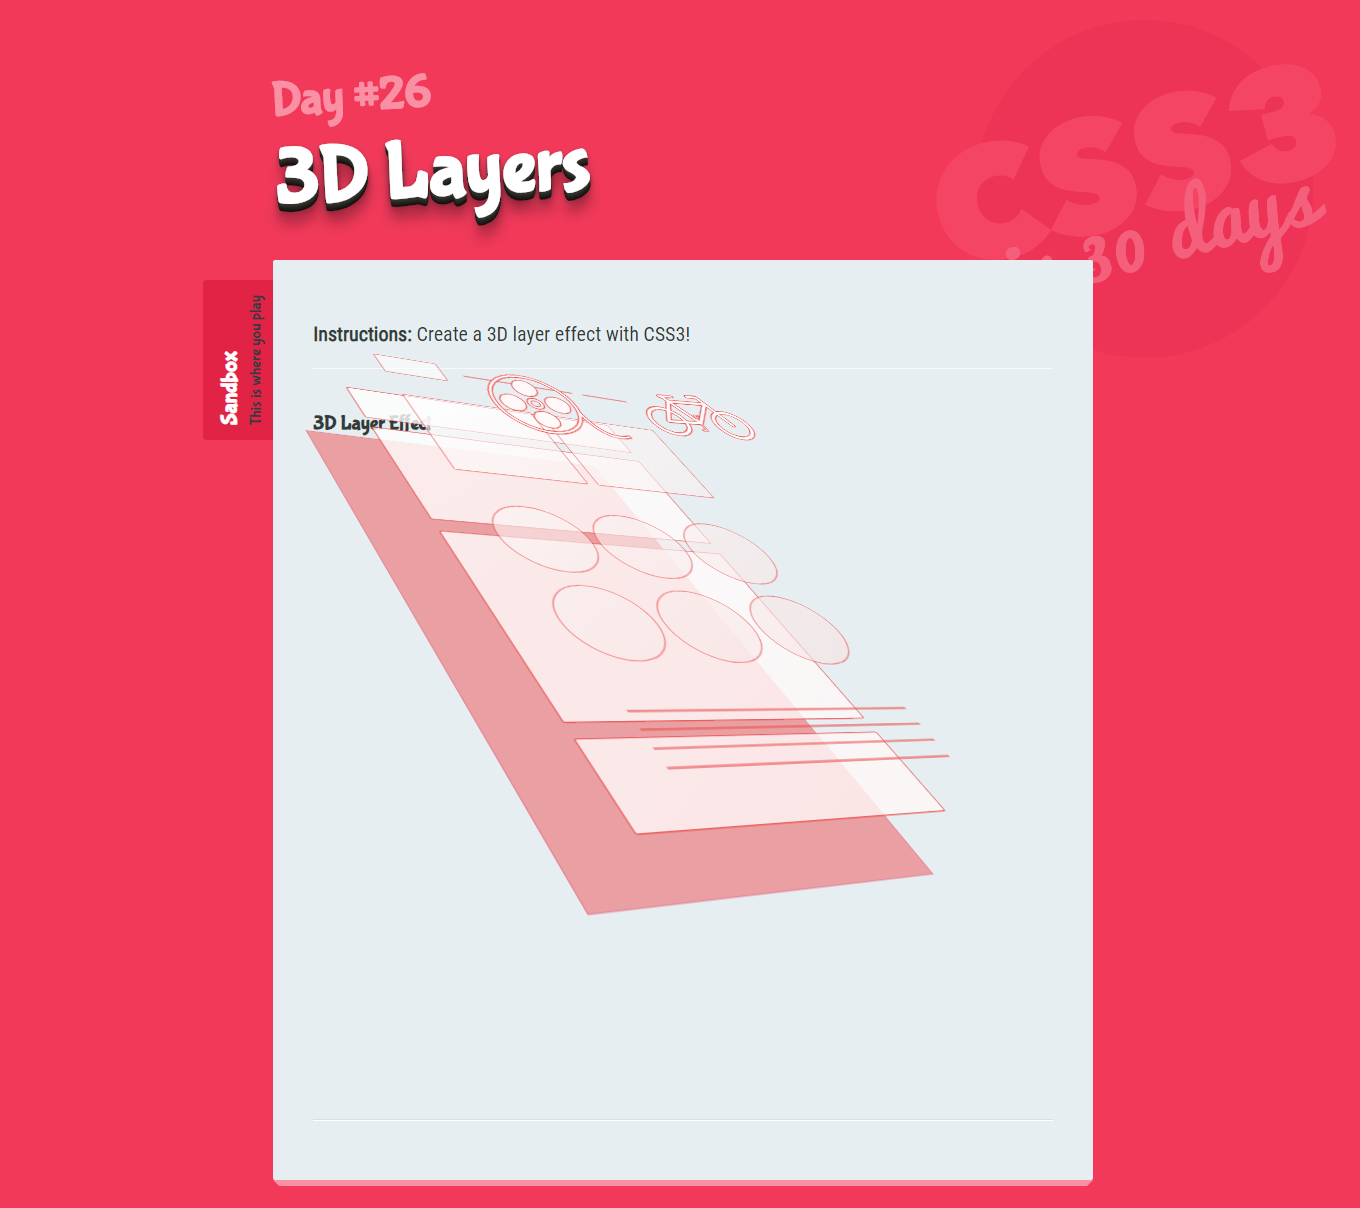 Day #26
3D Layers
CSS3
in 30 days
Sandbox
This is where you play
Instructions: Create a 3D layer effect with CSS3!
3D Layer Effect